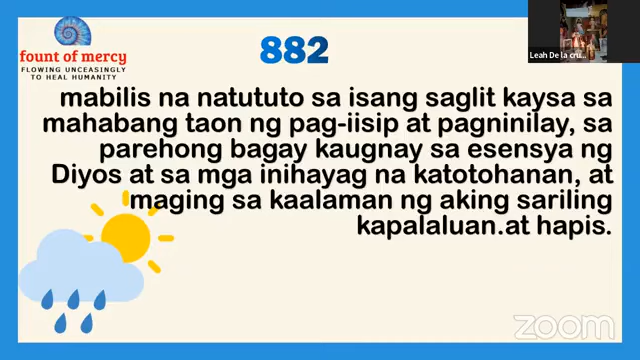 fount of mercy
FLOWING UNCEASINGLY
TO HEAL HUMANITY
882
Leah De la cru...
mabilis na natututo sa isang saglit kaysa sa
mahabang taon ng pag-iisip at pagninilay, sa
parehong bagay kaugnay sa esensya ng
Diyos at sa mga inihayag na katotohanan, at
maging sa kaalaman ng aking sariling
kapalaluan.at hapis.
zoom